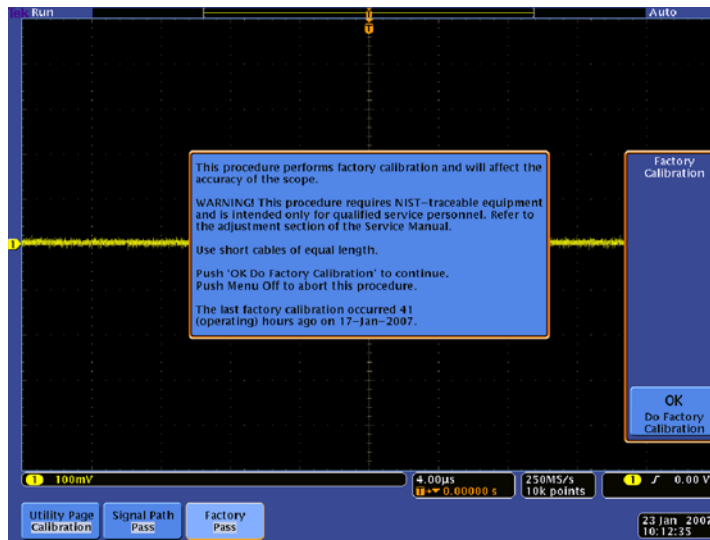 Tek Run
Auto
T
This procedure performs factory calibration and will affect the
accuracy of the scope.
WARNING! This procedure requires NIST-traceable equipment
and is intended only for qualified service personnel. Refer to
the adjustment section of the Service Manual.
Use short cables of equal length.
Push 'OK Do Factory Calibration' to continue.
Push Menu Off to abort this procedure.
The last factory calibration occurred 41
(operating) hours ago on 17-Jan-2007.
Factory
Calibration
OK
Do Factory
Calibration
1
1 100mV
4.00µs
T→▼ 0.00000 s
250MS/s
10k points
1 ƒ 0.00 V
Utility Page
Calibration
Signal Path
Pass
Factory
Pass
23 Jan 2007
10:12:35